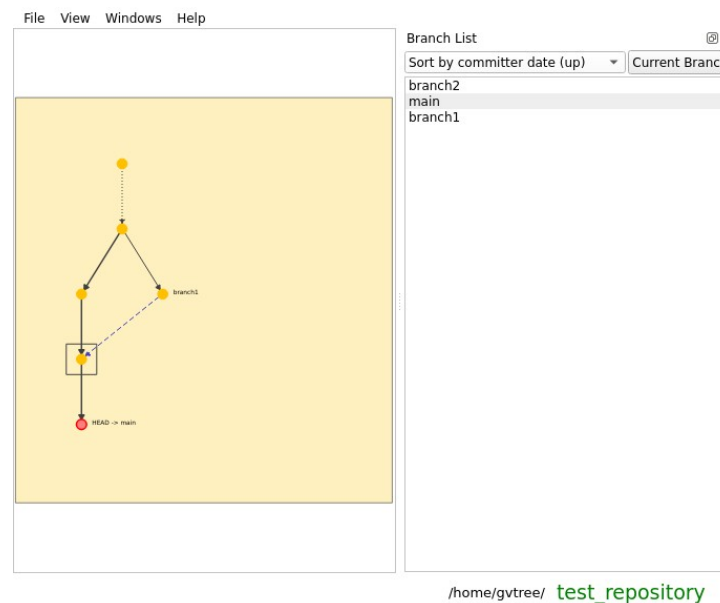 File View Windows Help
Branch List
Sort by committer date (up) Current Branc
branch2
main
branch1
branch1
HEAD -> main
/home/gvtree/ test_repository